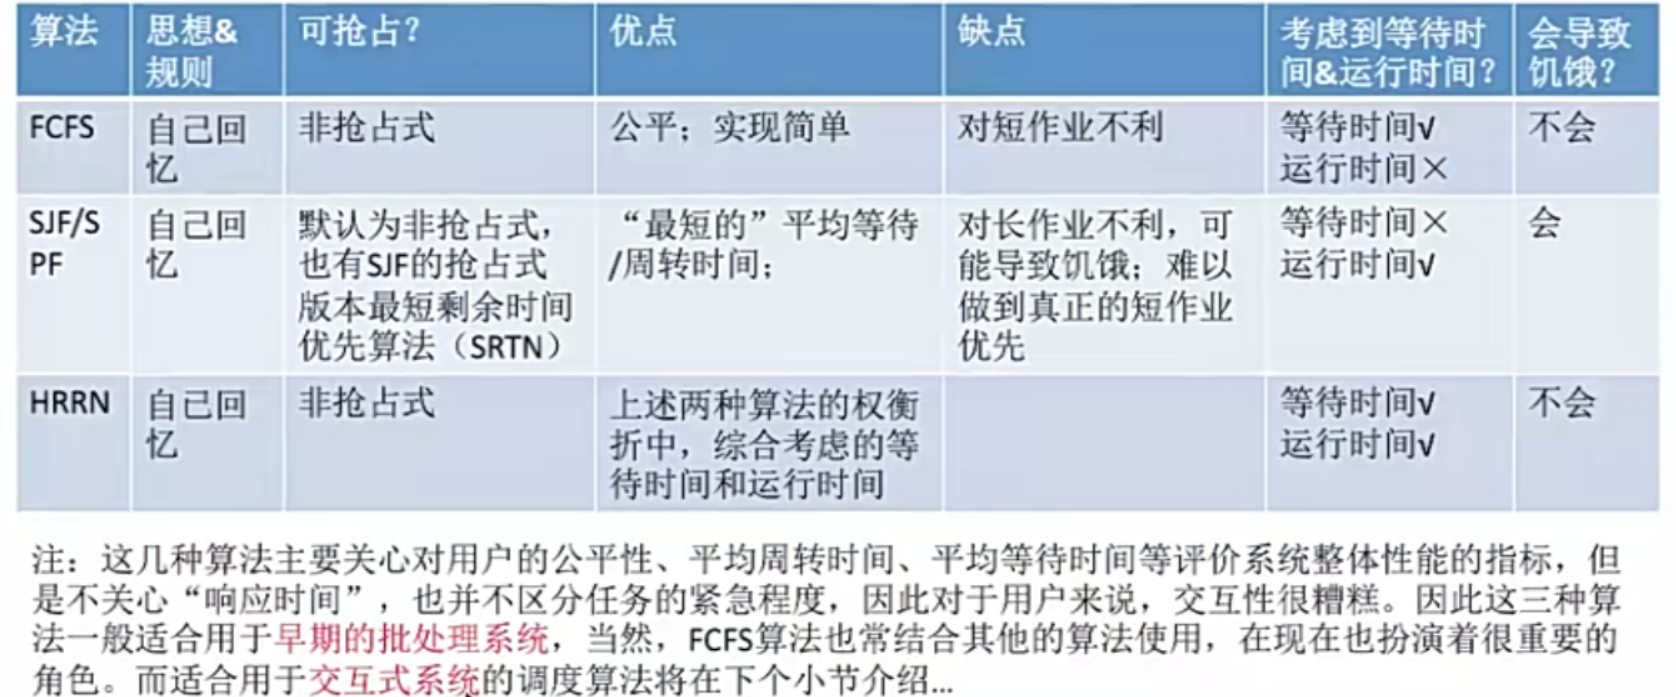 算法
思想&
规则
可抢占？
优点
缺点
考虑到等待时
间&运行时间？
会导致
饥饿？
FCFS
自己回
忆
非抢占式
公平；实现简单
对短作业不利
等待时间√
运行时间×
不会
SJF/S
PF
自己回
忆
默认为非抢占式，
也有SJF的抢占式
版本最短剩余时间
优先算法（SRTN）
“最短的”平均等待
/周转时间；
对长作业不利，可
能导致饥饿；难以
做到真正的短作业
优先
等待时间×
运行时间√
会
HRRN
自己回
忆
非抢占式
上述两种算法的权衡
折中，综合考虑的等
待时间和运行时间
等待时间√
运行时间√
不会
注：这几种算法主要关心对用户的公平性、平均周转时间、平均等待时间等评价系统整体性能的指标，但
是不关心“响应时间”，也并不区分任务的紧急程度，因此对于用户来说，交互性很糟糕。因此这三种算
法一般适合用于早期的批处理系统，当然，FCFS算法也常结合其他的算法使用，在现在也扮演着很重要的
角色。而适合用于交互式系统的调度算法将在下个小节介绍...